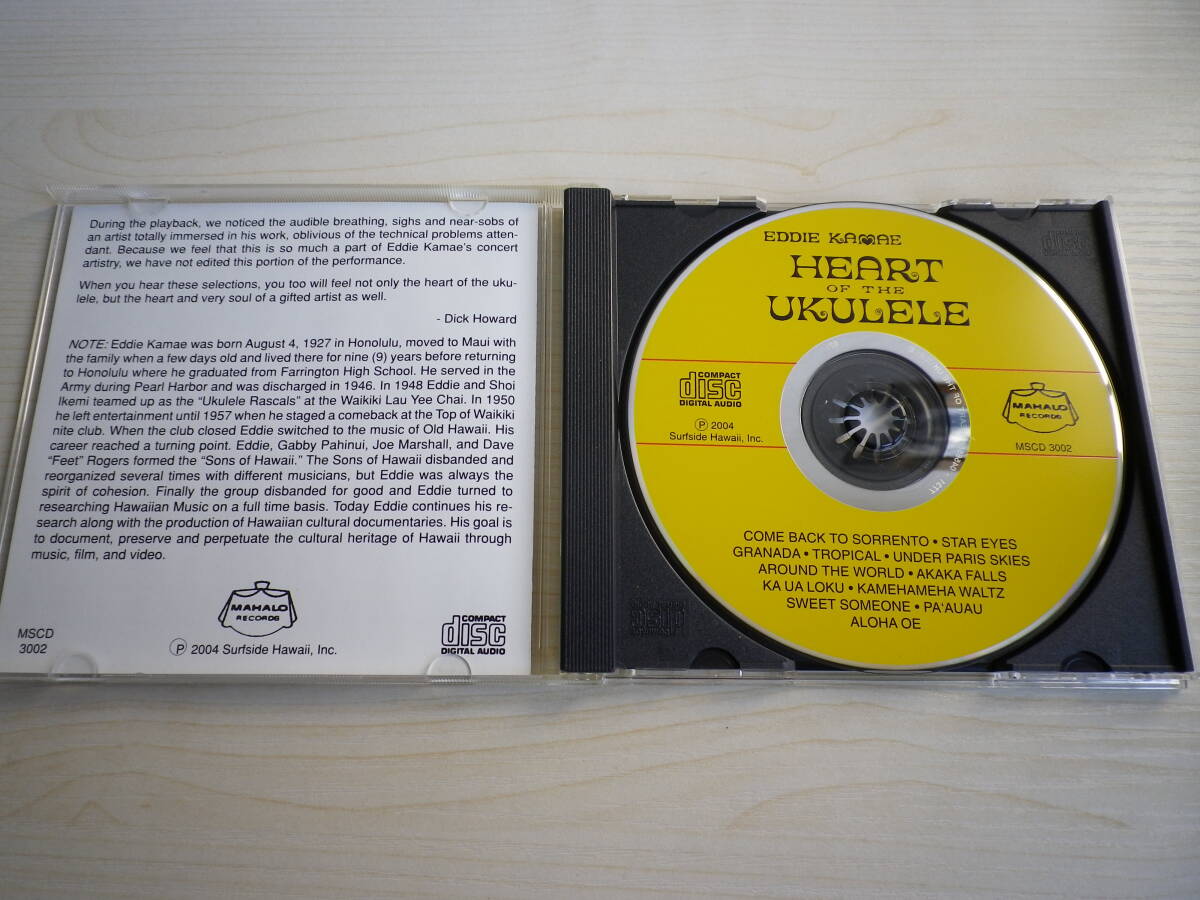 During the playback, we noticed the audible breathing, sighs and near-sobs of
an artist totally immersed in his work, oblivious of the technical problems atten-
dant. Because we feel that this is so much a part of Eddie Kamae's concert
artistry, we have not edited this portion of the performance.
When you hear these selections, you too will feel not only the heart of the uku-
lele, but the heart and very soul of a gifted artist as well.
- Dick Howard
NOTE: Eddie Kamae was born August 4, 1927 in Honolulu, moved to Maui with
the family when a few days old and lived there for nine (9) years before returning
to Honolulu where he graduated from Farrington High School. He served in the
Army during Pearl Harbor and was discharged in 1946. In 1948 Eddie and Shoi
Ikemi teamed up as the "Ukulele Rascals" at the Waikiki Lau Yee Chai. In 1950
he left entertainment until 1957 when he staged a comeback at the Top of Waikiki
nite club. When the club closed Eddie switched to the music of Old Hawaii. His
career reached a turning point. Eddie, Gabby Pahinui, Joe Marshall, and Dave
"Feet" Rogers formed the "Sons of Hawaii." The Sons of Hawaii disbanded and
reorganized several times with different musicians, but Eddie was always the
spirit of cohesion. Finally the group disbanded for good and Eddie turned to
researching Hawaiian Music on a full time basis. Today Eddie continues his re-
search along with the production of Hawaiian cultural documentaries. His goal is
to document, preserve and perpetuate the cultural heritage of Hawaii through
music, film, and video.
MAHALO
RECORDS
MSCD
3002
℗ 2004 Surfside Hawaii, Inc.
COMPACT
disc
DIGITAL AUDIO
EDDIE KAMAE
HEART
OF THE
UKULELE
COMPACT
disc
DIGITAL AUDIO
℗ 2004
Surfside Hawaii, Inc.
MAHALO
RECORDS
MSCD 3002
COME BACK TO SORRENTO • STAR EYES
GRANADA • TROPICAL • UNDER PARIS SKIES
AROUND THE WORLD • AKAKA FALLS
KA UA LOKU • KAMEHAMEHA WALTZ
SWEET SOMEONE • PA'AUAU
ALOHA OE